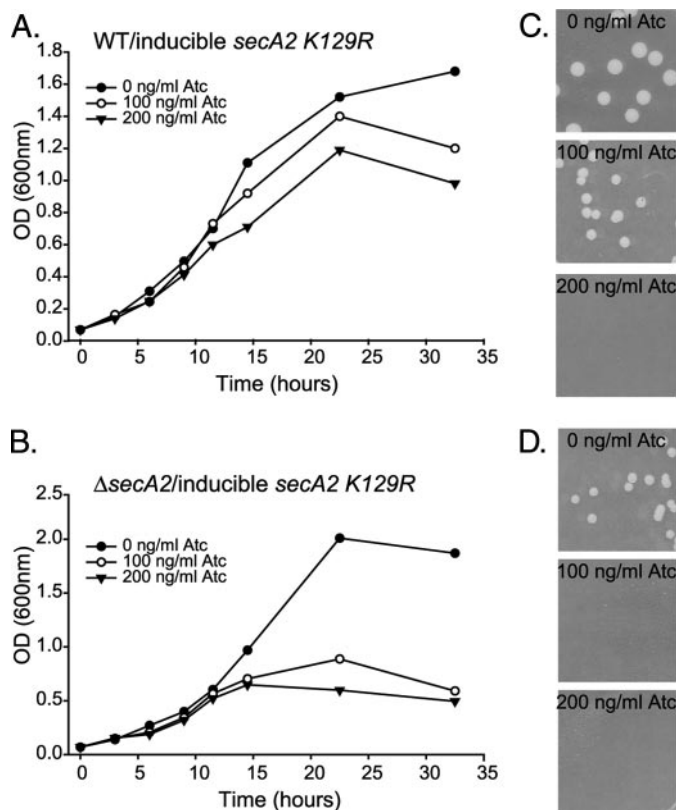 A.
WT/inducible secA2 K129R
0 ng/ml Atc
100 ng/ml Atc
200 ng/ml Atc
OD (600nm)
1.8
1.6
1.4
1.2
1.0
0.8
0.6
0.4
0.2
0.0
0 5 10 15 20 25 30 35
Time (hours)
B.
ΔsecA2/inducible secA2 K129R
0 ng/ml Atc
100 ng/ml Atc
200 ng/ml Atc
OD (600nm)
2.5
2.0
1.5
1.0
0.5
0.0
0 5 10 15 20 25 30 35
Time (hours)
C.
0 ng/ml Atc
100 ng/ml Atc
200 ng/ml Atc
D.
0 ng/ml Atc
100 ng/ml Atc
200 ng/ml Atc